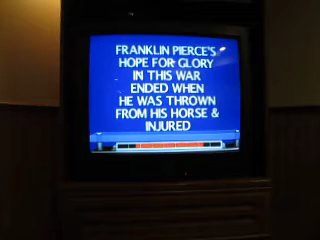 FRANKLIN PIERCE'S
HOPE FOR GLORY
IN THIS WAR
ENDED WHEN
HE WAS THROWN
FROM HIS HORSE &
INJURED